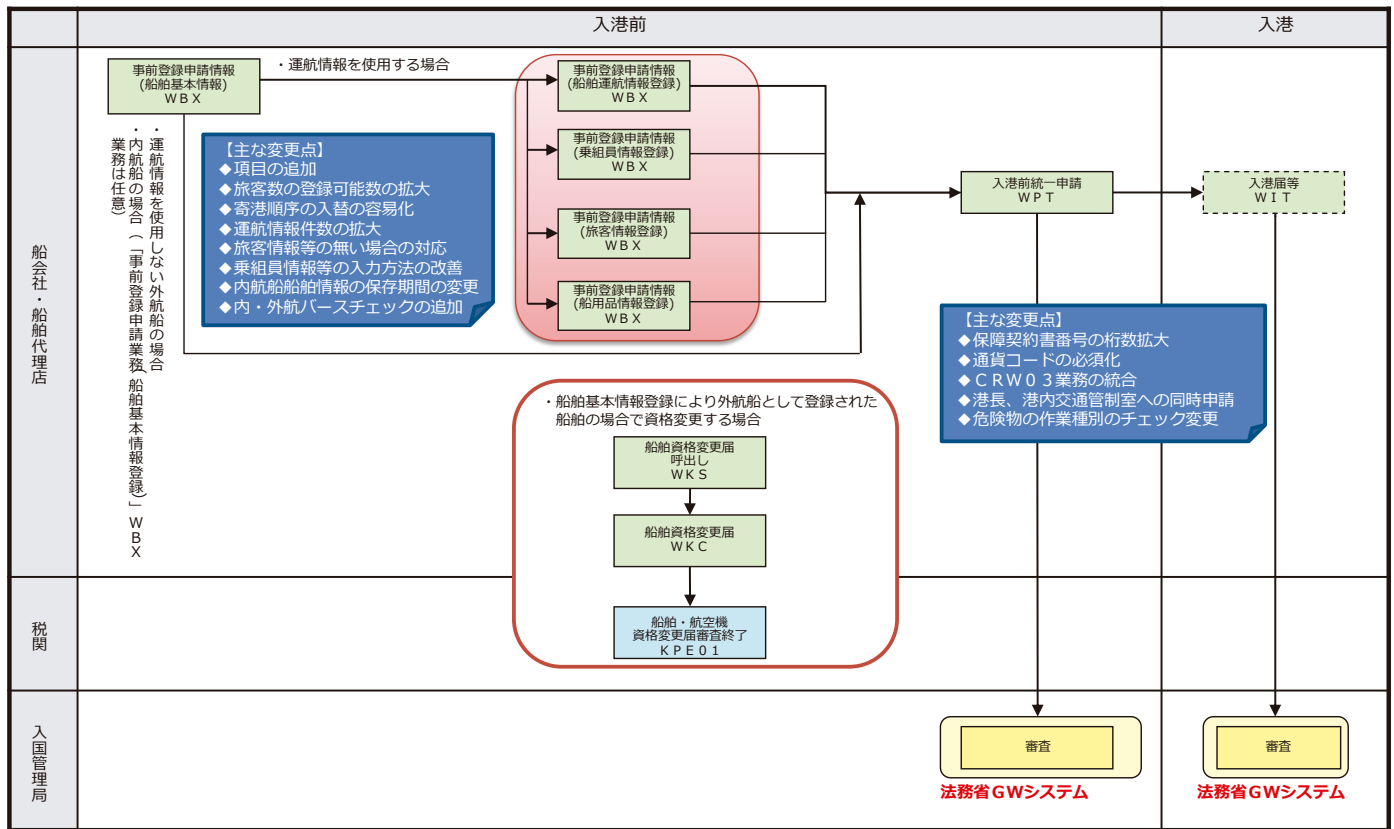 入港前
入港
船会社・船舶代理店
税関
入国管理局
事前登録申請情報
(船舶基本情報)
ＷＢＸ
・運航情報を使用する場合
・運航情報を使用しない外航船の場合
・内航船の場合（「事前登録申請業務(船舶基本情報登録)」ＷＢＸ
業務は任意）
【主な変更点】
◆項目の追加
◆旅客数の登録可能数の拡大
◆寄港順序の入替の容易化
◆運航情報件数の拡大
◆旅客情報等の無い場合の対応
◆乗組員情報等の入力方法の改善
◆内航船舶情報の保存期間の変更
◆内・外航バースチェックの追加
事前登録申請情報
(船舶運航情報登録)
ＷＢＸ
事前登録申請情報
(乗組員情報登録)
ＷＢＸ
事前登録申請情報
(旅客情報登録)
ＷＢＸ
事前登録申請情報
(船用品情報登録)
ＷＢＸ
入港前統一申請
ＷＰＴ
入港届等
ＷＩＴ
【主な変更点】
◆保障契約書番号の桁数拡大
◆通貨コードの必須化
◆ＣＲＷ０３業務の統合
◆港長、港内交通管制室への同時申請
◆危険物の作業種別のチェック変更
・船舶基本情報登録により外航船として登録された
船舶の場合で資格変更する場合
船舶資格変更届
呼出し
ＷＫＳ
船舶資格変更届
ＷＫＣ
船舶・航空機
資格変更届審査終了
ＫＰＥ０１
審査
法務省ＧＷシステム
審査
法務省ＧＷシステム